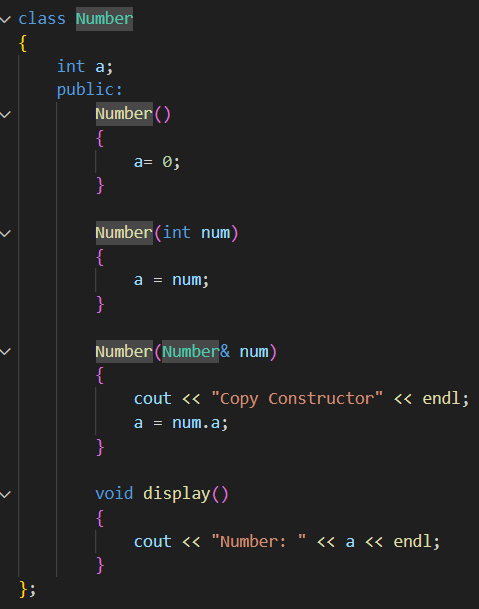 class Number
{
    int a;
    public:
        Number()
        {
            a= 0;
        }

        Number(int num)
        {
            a = num;
        }

        Number(Number& num)
        {
            cout << "Copy Constructor" << endl;
            a = num.a;
        }

        void display()
        {
            cout << "Number: " << a << endl;
        }
};